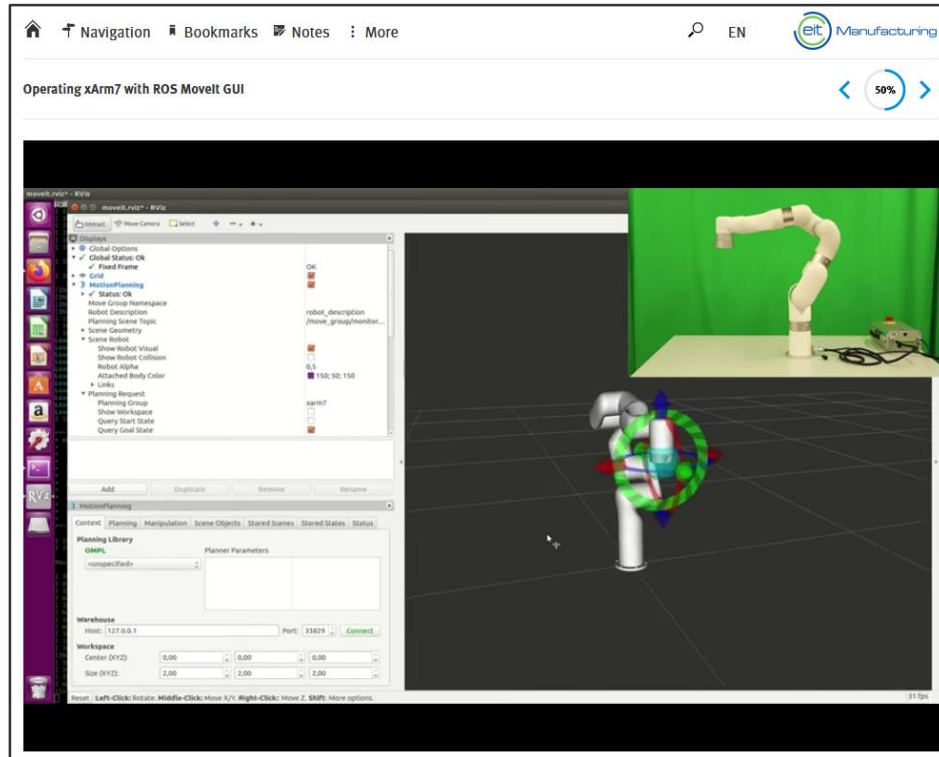 Navigation Bookmarks Notes More
EN
eit Manufacturing
Operating xArm7 with ROS MoveIt GUI
50%
moveit.rviz* - RViz
moveit.rviz* - RViz
Interact Move Camera Select
Displays
Global Options
Global Status: Ok
Fixed Frame OK
Grid
MotionPlanning
Status: Ok
Move Group Namespace
Robot Description robot_description
Planning Scene Topic /move_group/monitor...
Scene Geometry
Scene Robot
Show Robot Visual
Show Robot Collision
Robot Alpha 0,5
Attached Body Color 150; 50; 150
Links
Planning Request
Planning Group xarm7
Show Workspace
Query Start State
Query Goal State
Add Duplicate Remove Rename
MotionPlanning
Context Planning Manipulation Scene Objects Stored Scenes Stored States Status
Planning Library
OMPL Planner Parameters
<unspecified>
Warehouse
Host: 127.0.0.1 Port: 33829 Connect
Workspace
Center (XYZ): 0,00 0,00 0,00
Size (XYZ): 2,00 2,00 2,00
Reset Left-Click: Rotate. Middle-Click: Move X/Y. Right-Click: Move Z. Shift: More options. 31 fps